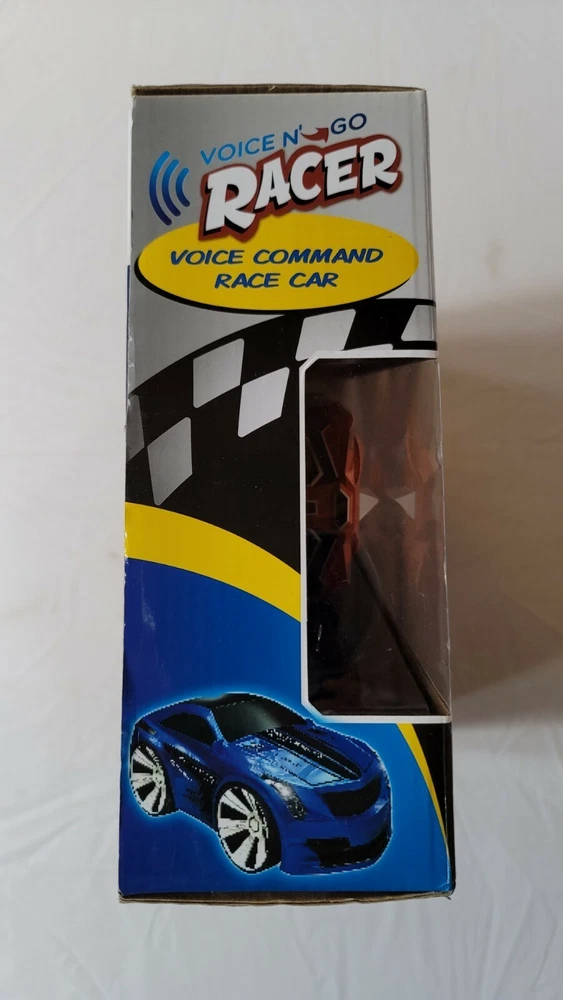 VOICE N' GO
RACER
VOICE COMMAND
RACE CAR